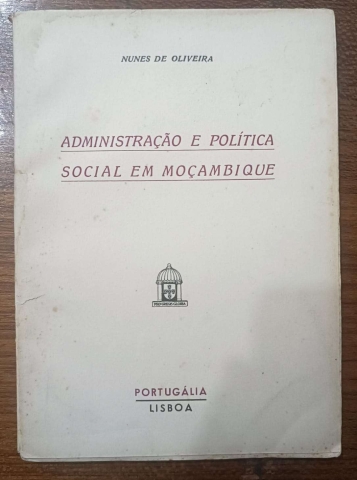 NUNES DE OLIVEIRA
ADMINISTRAÇÃO E POLÍTICA
SOCIAL EM MOÇAMBIQUE
PORTUGÁLIA
LISBOA